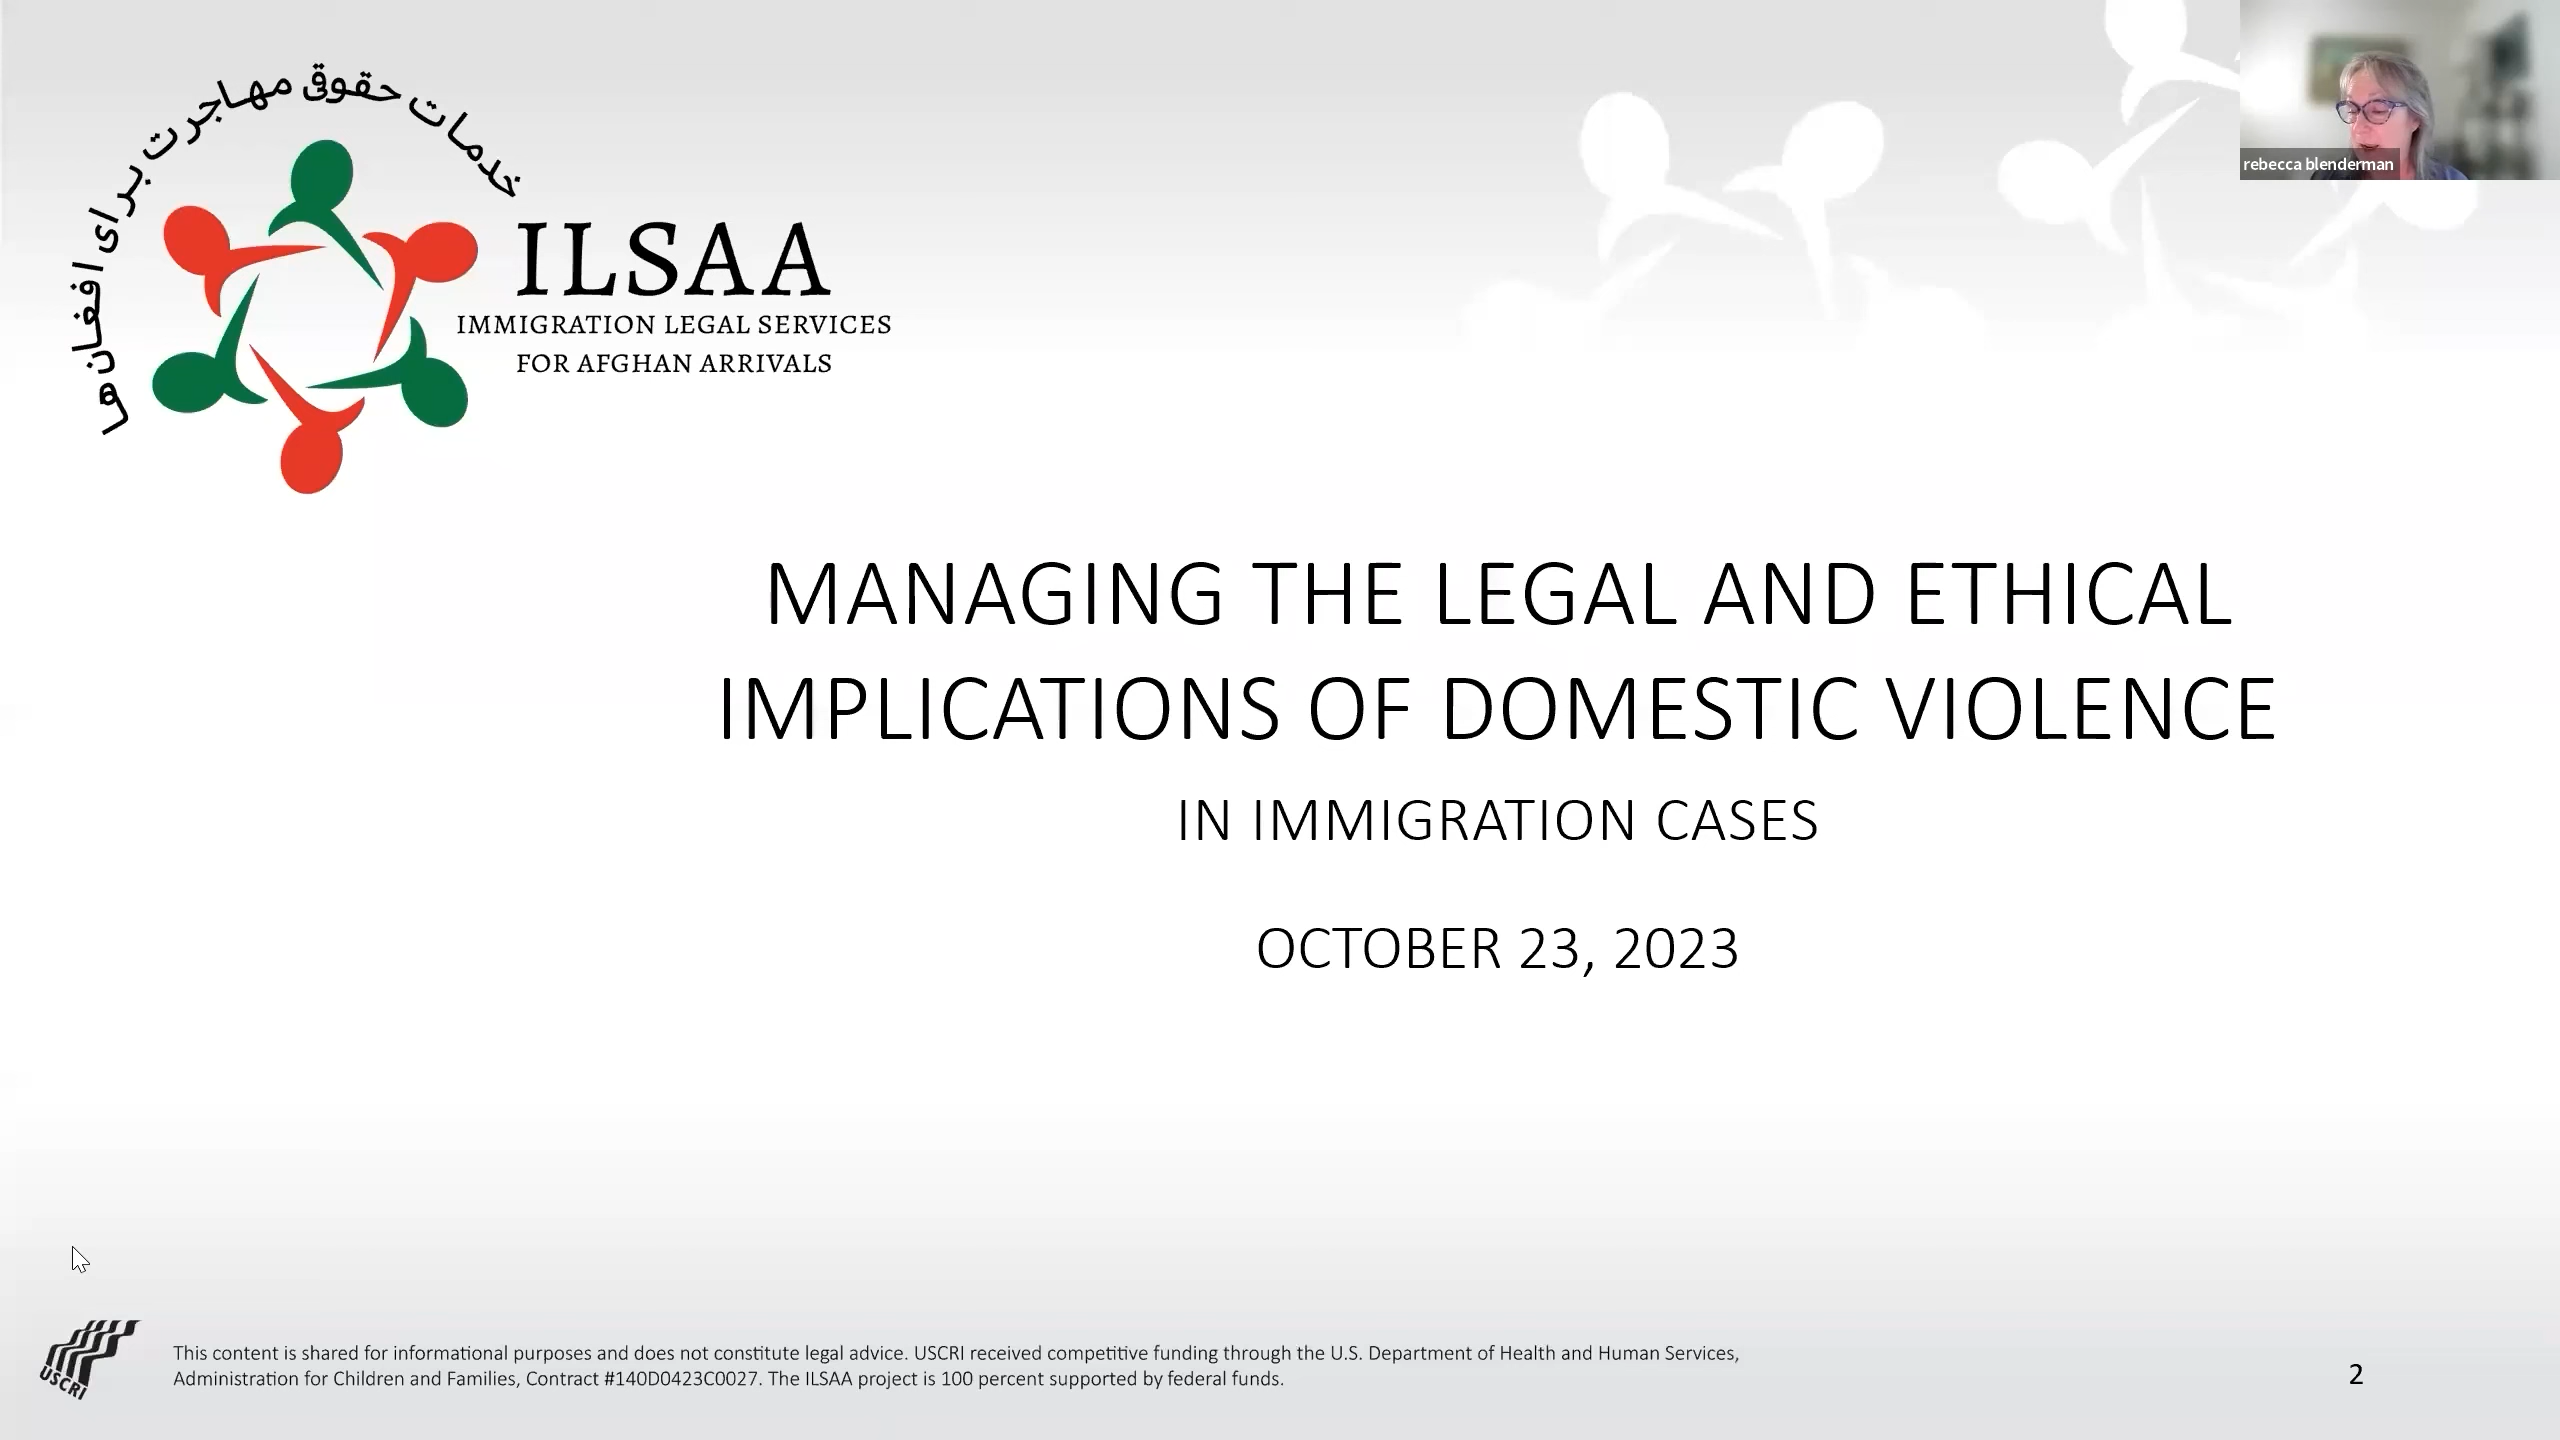 خدمات حقوقی مهاجرت برای افغان ها
ILSAA
IMMIGRATION LEGAL SERVICES
FOR AFGHAN ARRIVALS
rebecca blenderman
MANAGING THE LEGAL AND ETHICAL
IMPLICATIONS OF DOMESTIC VIOLENCE
IN IMMIGRATION CASES
OCTOBER 23, 2023
USCRI
This content is shared for informational purposes and does not constitute legal advice. USCRI received competitive funding through the U.S. Department of Health and Human Services,
Administration for Children and Families, Contract #140D0423C0027. The ILSAA project is 100 percent supported by federal funds.
2